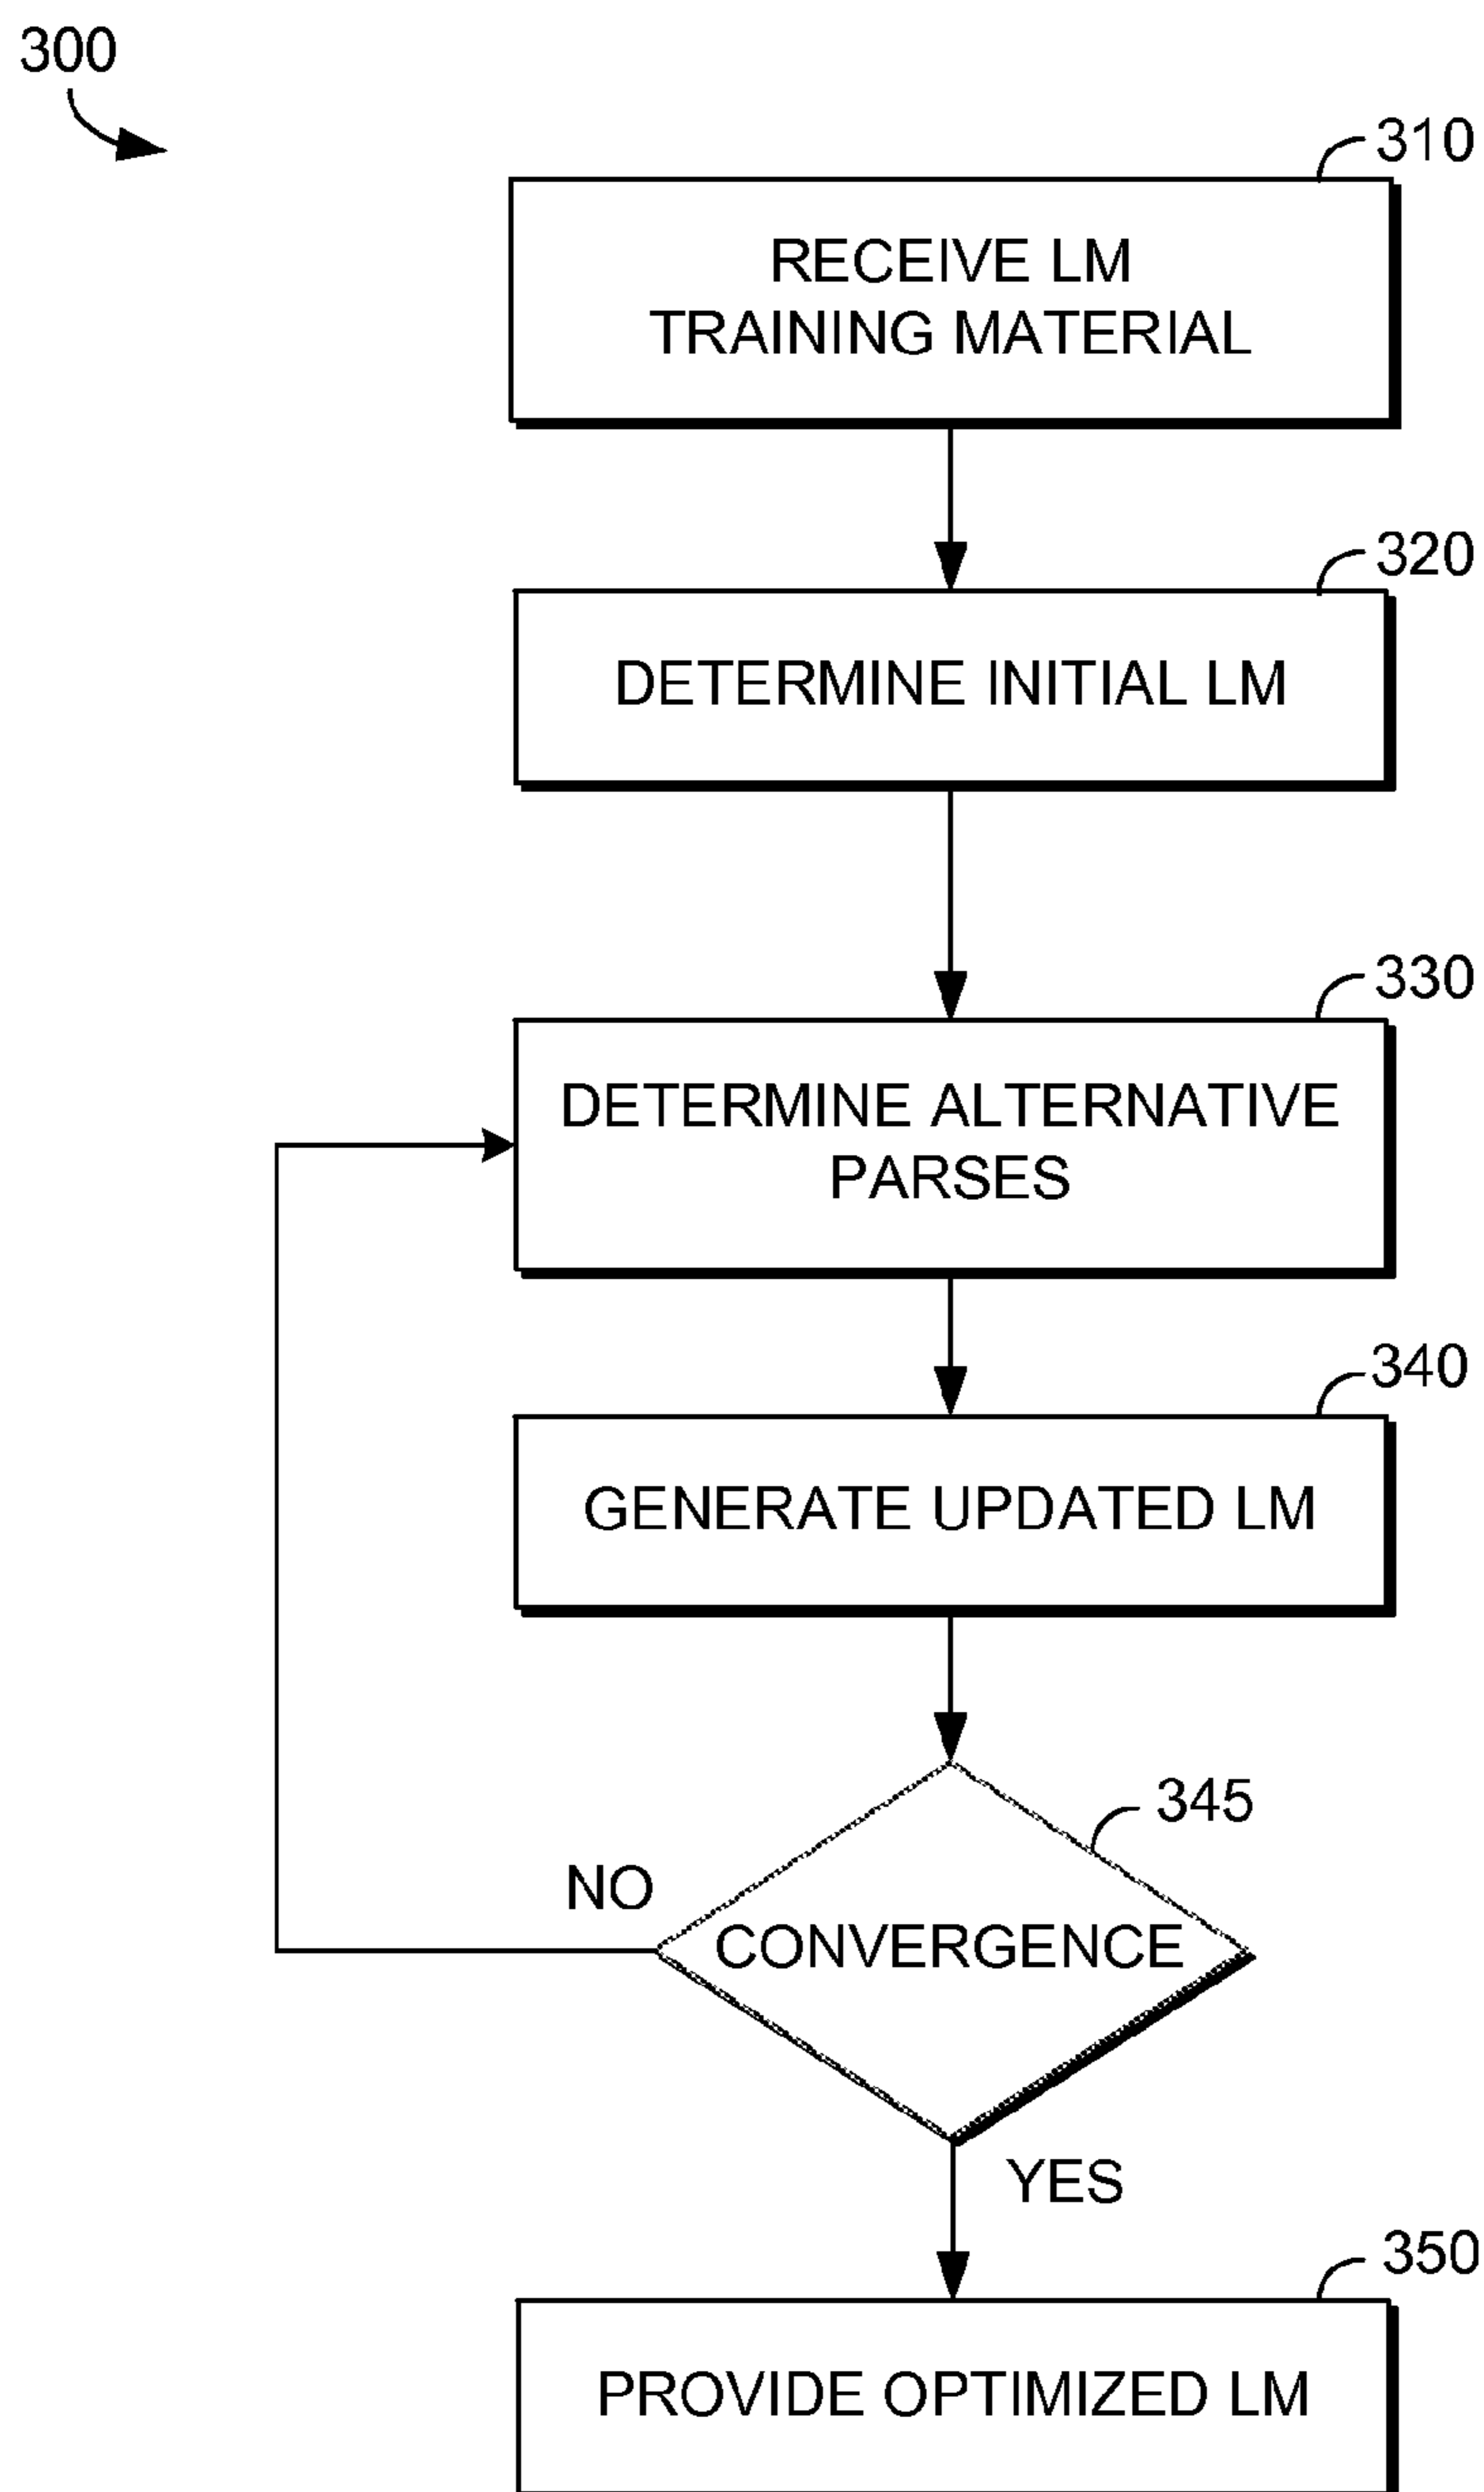 300
310
RECEIVE LM
TRAINING MATERIAL
320
DETERMINE INITIAL LM
330
DETERMINE ALTERNATIVE
PARSES
340
GENERATE UPDATED LM
345
NO
CONVERGENCE
YES
350
PROVIDE OPTIMIZED LM